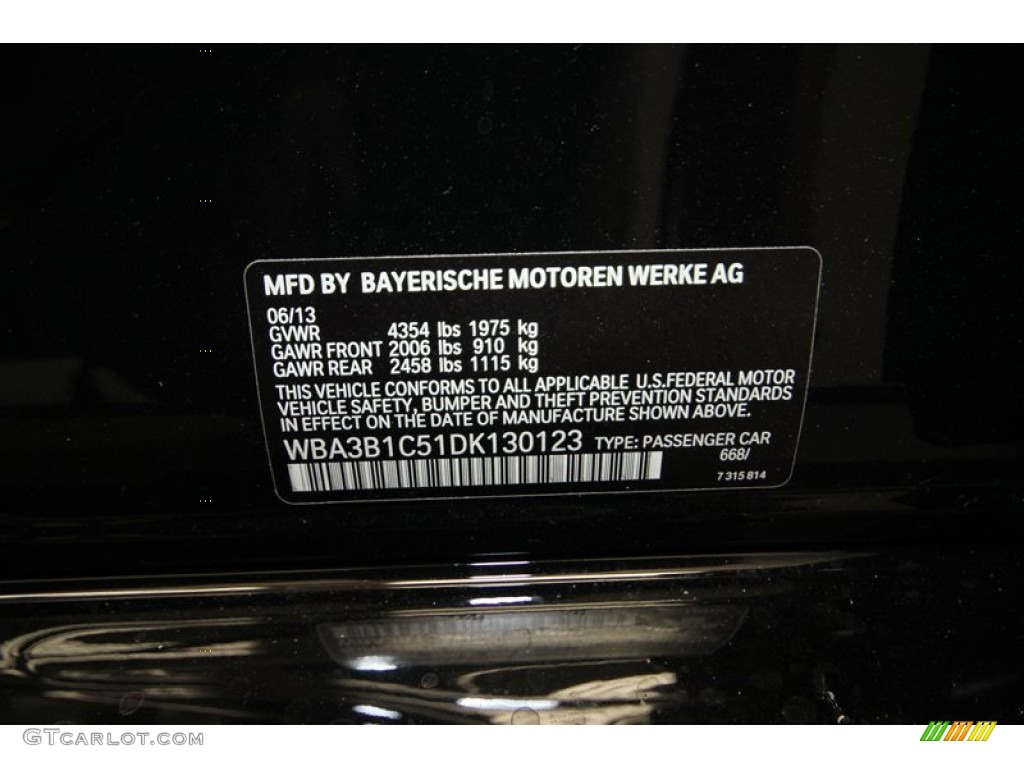 MFD BY BAYERISCHE MOTOREN WERKE AG
06/13
GVWR 4354 lbs 1975 kg
GAWR FRONT 2006 lbs 910 kg
GAWR REAR 2458 lbs 1115 kg
THIS VEHICLE CONFORMS TO ALL APPLICABLE U.S.FEDERAL MOTOR
VEHICLE SAFETY, BUMPER AND THEFT PREVENTION STANDARDS
IN EFFECT ON THE DATE OF MANUFACTURE SHOWN ABOVE.
WBA3B1C51DK130123 TYPE: PASSENGER CAR
668/
7 315 814
GTCARLOT.COM